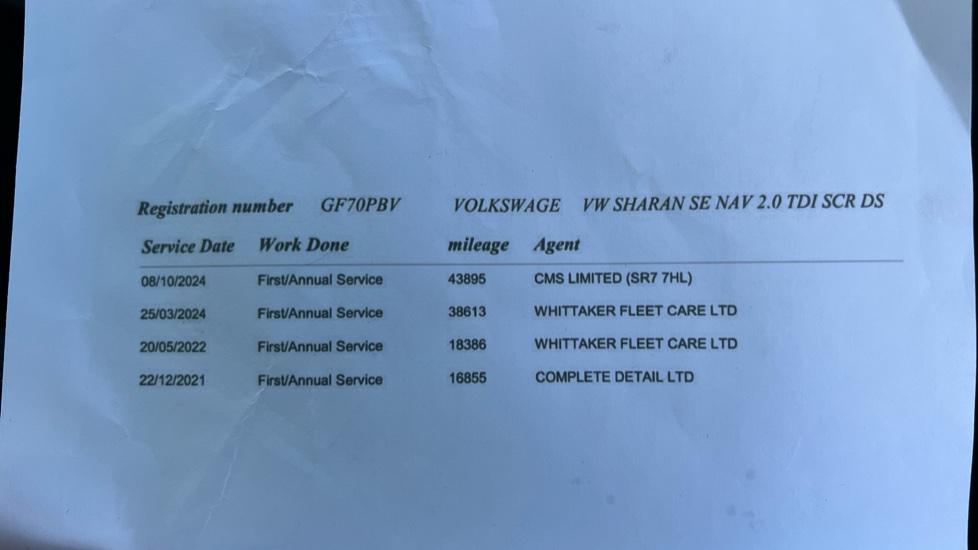 Registration number GF70PBV VOLKSWAGE VW SHARAN SE NAV 2.0 TDI SCR DS
Service Date Work Done mileage Agent
08/10/2024 First/Annual Service 43895 CMS LIMITED (SR7 7HL)
25/03/2024 First/Annual Service 38613 WHITTAKER FLEET CARE LTD
20/05/2022 First/Annual Service 18386 WHITTAKER FLEET CARE LTD
22/12/2021 First/Annual Service 16855 COMPLETE DETAIL LTD